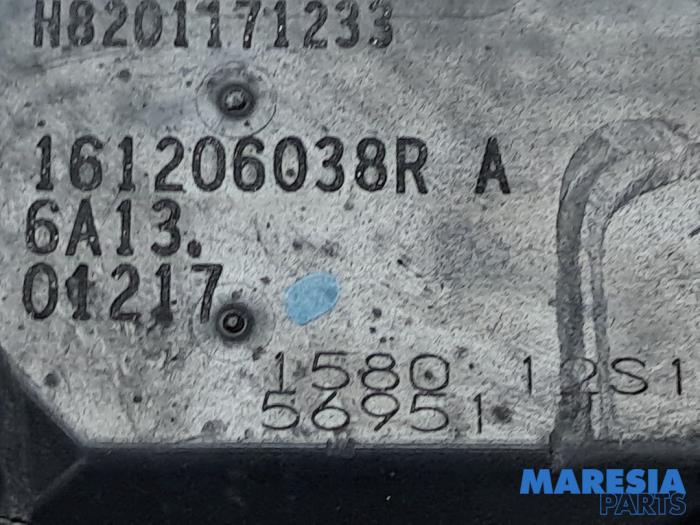 H8201171233
161206038R A
6A13.
01217
1580 12S1
56951
MARESIA
PARTS